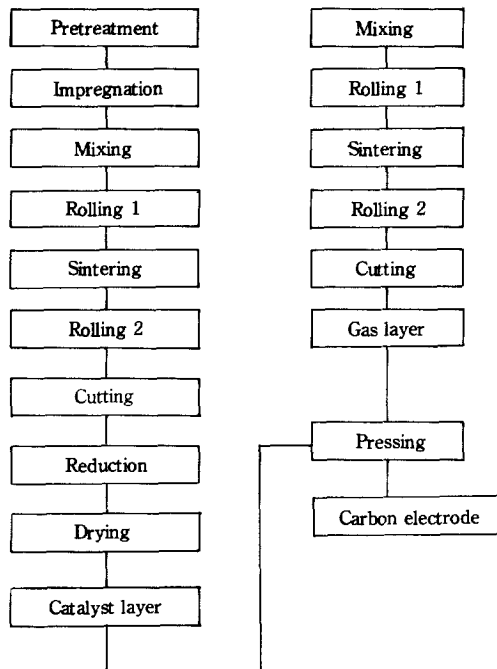 Pretreatment
Impregnation
Mixing
Rolling 1
Sintering
Rolling 2
Cutting
Reduction
Drying
Catalyst layer
Mixing
Rolling 1
Sintering
Rolling 2
Cutting
Gas layer
Pressing
Carbon electrode